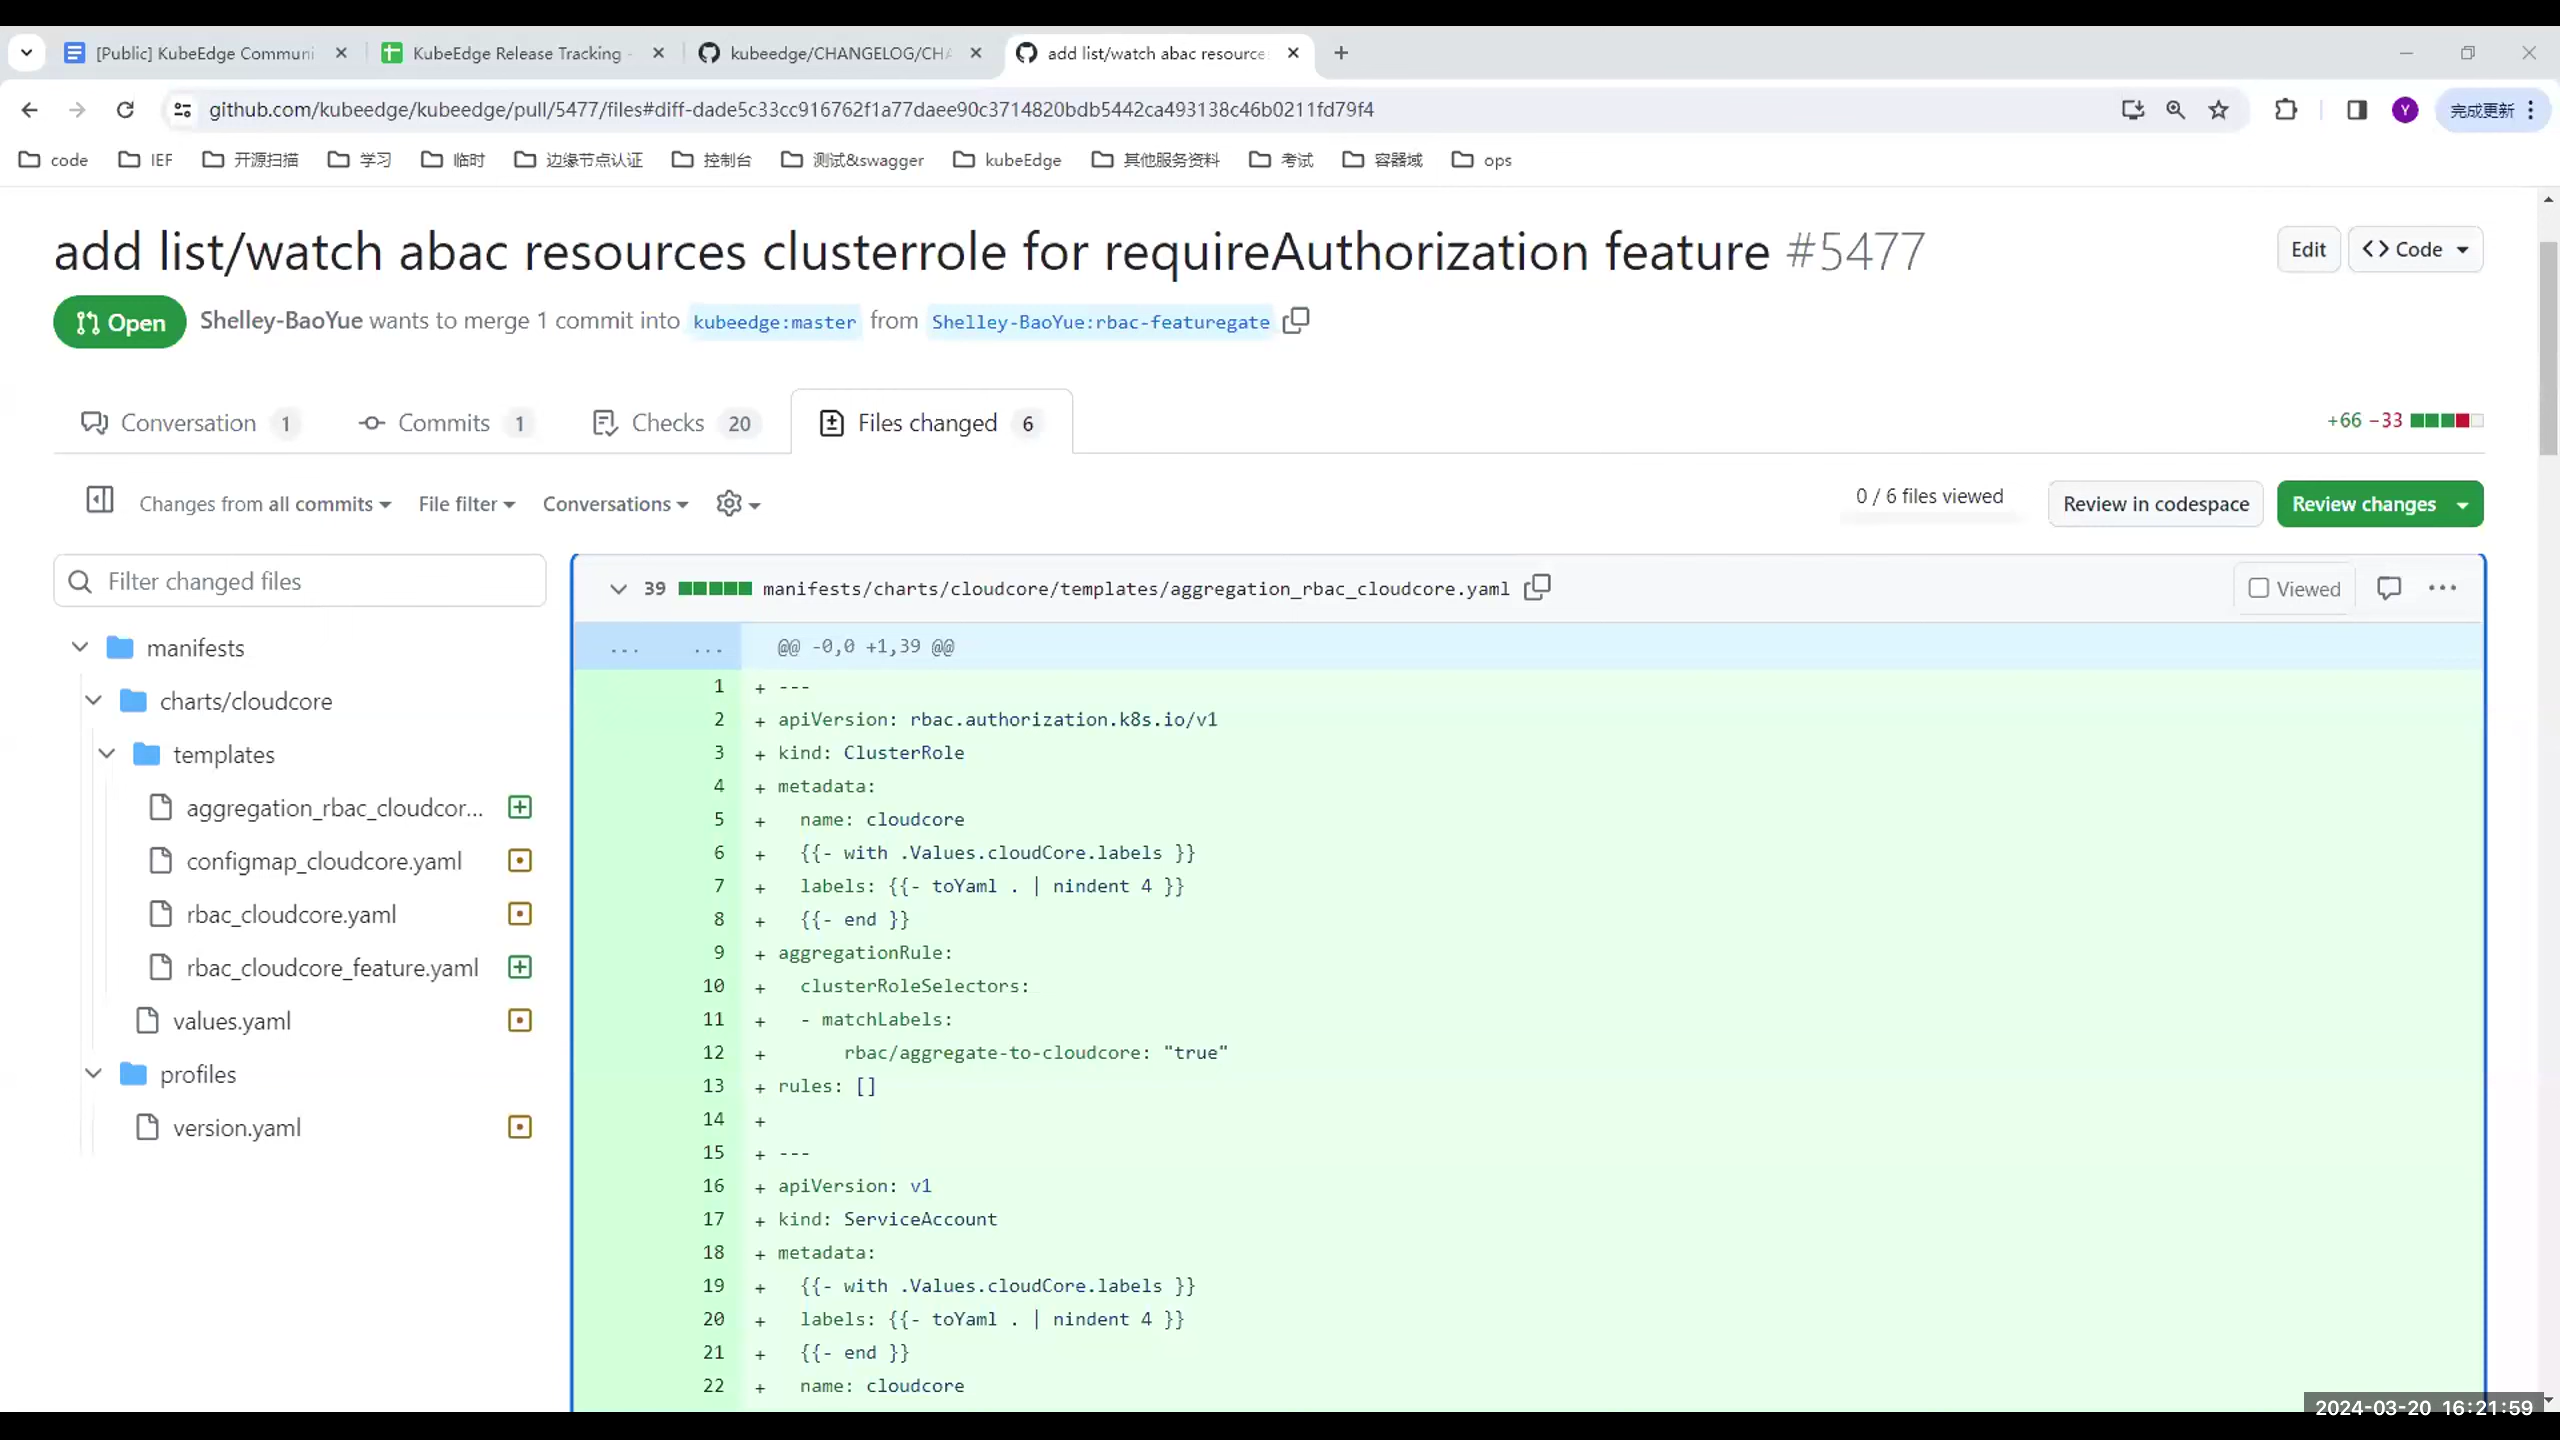 [Public] KubeEdge Communi
KubeEdge Release Tracking -
kubeedge/CHANGELOG/CHA
add list/watch abac resource
github.com/kubeedge/kubeedge/pull/5477/files#diff-dade5c33cc916762f1a77daee90c3714820bdb5442ca493138c46b0211fd79f4
Y
完成更新
code
IEF
开源扫描
学习
临时
边缘节点认证
控制台
测试&swagger
kubeEdge
其他服务资料
考试
容器域
ops
add list/watch abac resources clusterrole for requireAuthorization feature #5477
Edit
Code
Open
Shelley-BaoYue wants to merge 1 commit into kubeedge:master from Shelley-BaoYue:rbac-featuregate
Conversation 1
Commits 1
Checks 20
Files changed 6
+66 −33
Changes from all commits
File filter
Conversations
0 / 6 files viewed
Review in codespace
Review changes
Filter changed files
manifests
charts/cloudcore
templates
aggregation_rbac_cloudcor...
configmap_cloudcore.yaml
rbac_cloudcore.yaml
rbac_cloudcore_feature.yaml
values.yaml
profiles
version.yaml
39 manifests/charts/cloudcore/templates/aggregation_rbac_cloudcore.yaml
Viewed
... ... @@ -0,0 +1,39 @@
1 + ---
2 + apiVersion: rbac.authorization.k8s.io/v1
3 + kind: ClusterRole
4 + metadata:
5 + name: cloudcore
6 + {{- with .Values.cloudCore.labels }}
7 + labels: {{- toYaml . | nindent 4 }}
8 + {{- end }}
9 + aggregationRule:
10 + clusterRoleSelectors:
11 + - matchLabels:
12 + rbac/aggregate-to-cloudcore: "true"
13 + rules: []
14 +
15 + ---
16 + apiVersion: v1
17 + kind: ServiceAccount
18 + metadata:
19 + {{- with .Values.cloudCore.labels }}
20 + labels: {{- toYaml . | nindent 4 }}
21 + {{- end }}
22 + name: cloudcore
2024-03-20 16:21:59